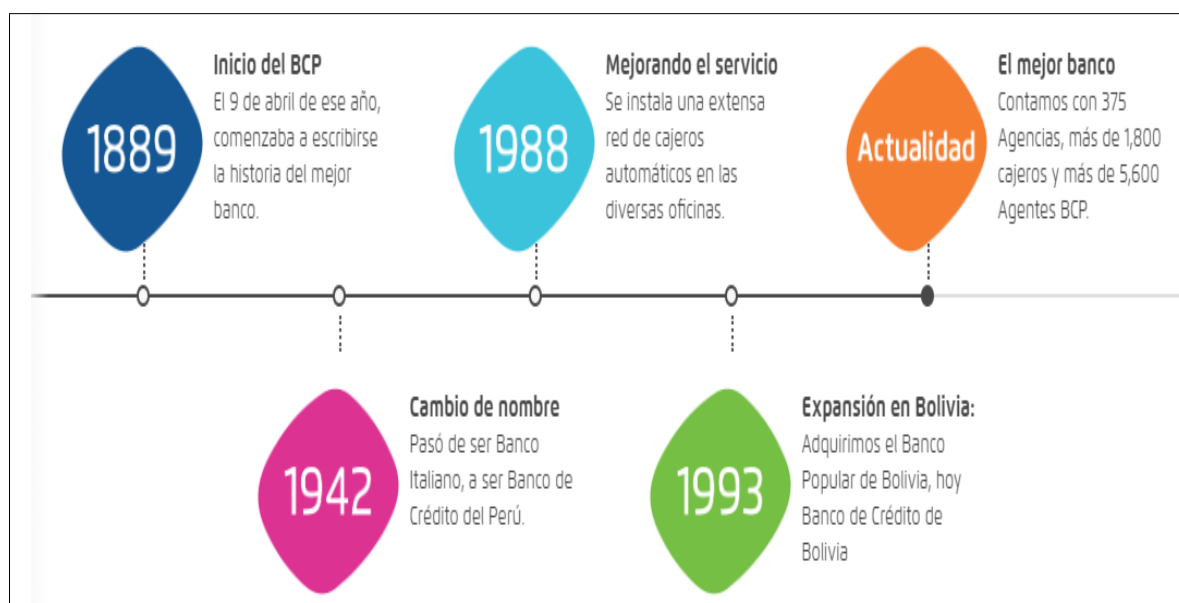 1889
Inicio del BCP
El 9 de abril de ese año,
comenzaba a escribirse
la historia del mejor
banco.
1942
Cambio de nombre
Pasó de ser Banco
Italiano, a ser Banco de
Crédito del Perú.
1988
Mejorando el servicio
Se instala una extensa
red de cajeros
automáticos en las
diversas oficinas.
1993
Expansión en Bolivia:
Adquirimos el Banco
Popular de Bolivia, hoy
Banco de Crédito de
Bolivia
Actualidad
El mejor banco
Contamos con 375
Agencias, más de 1,800
cajeros y más de 5,600
Agentes BCP.